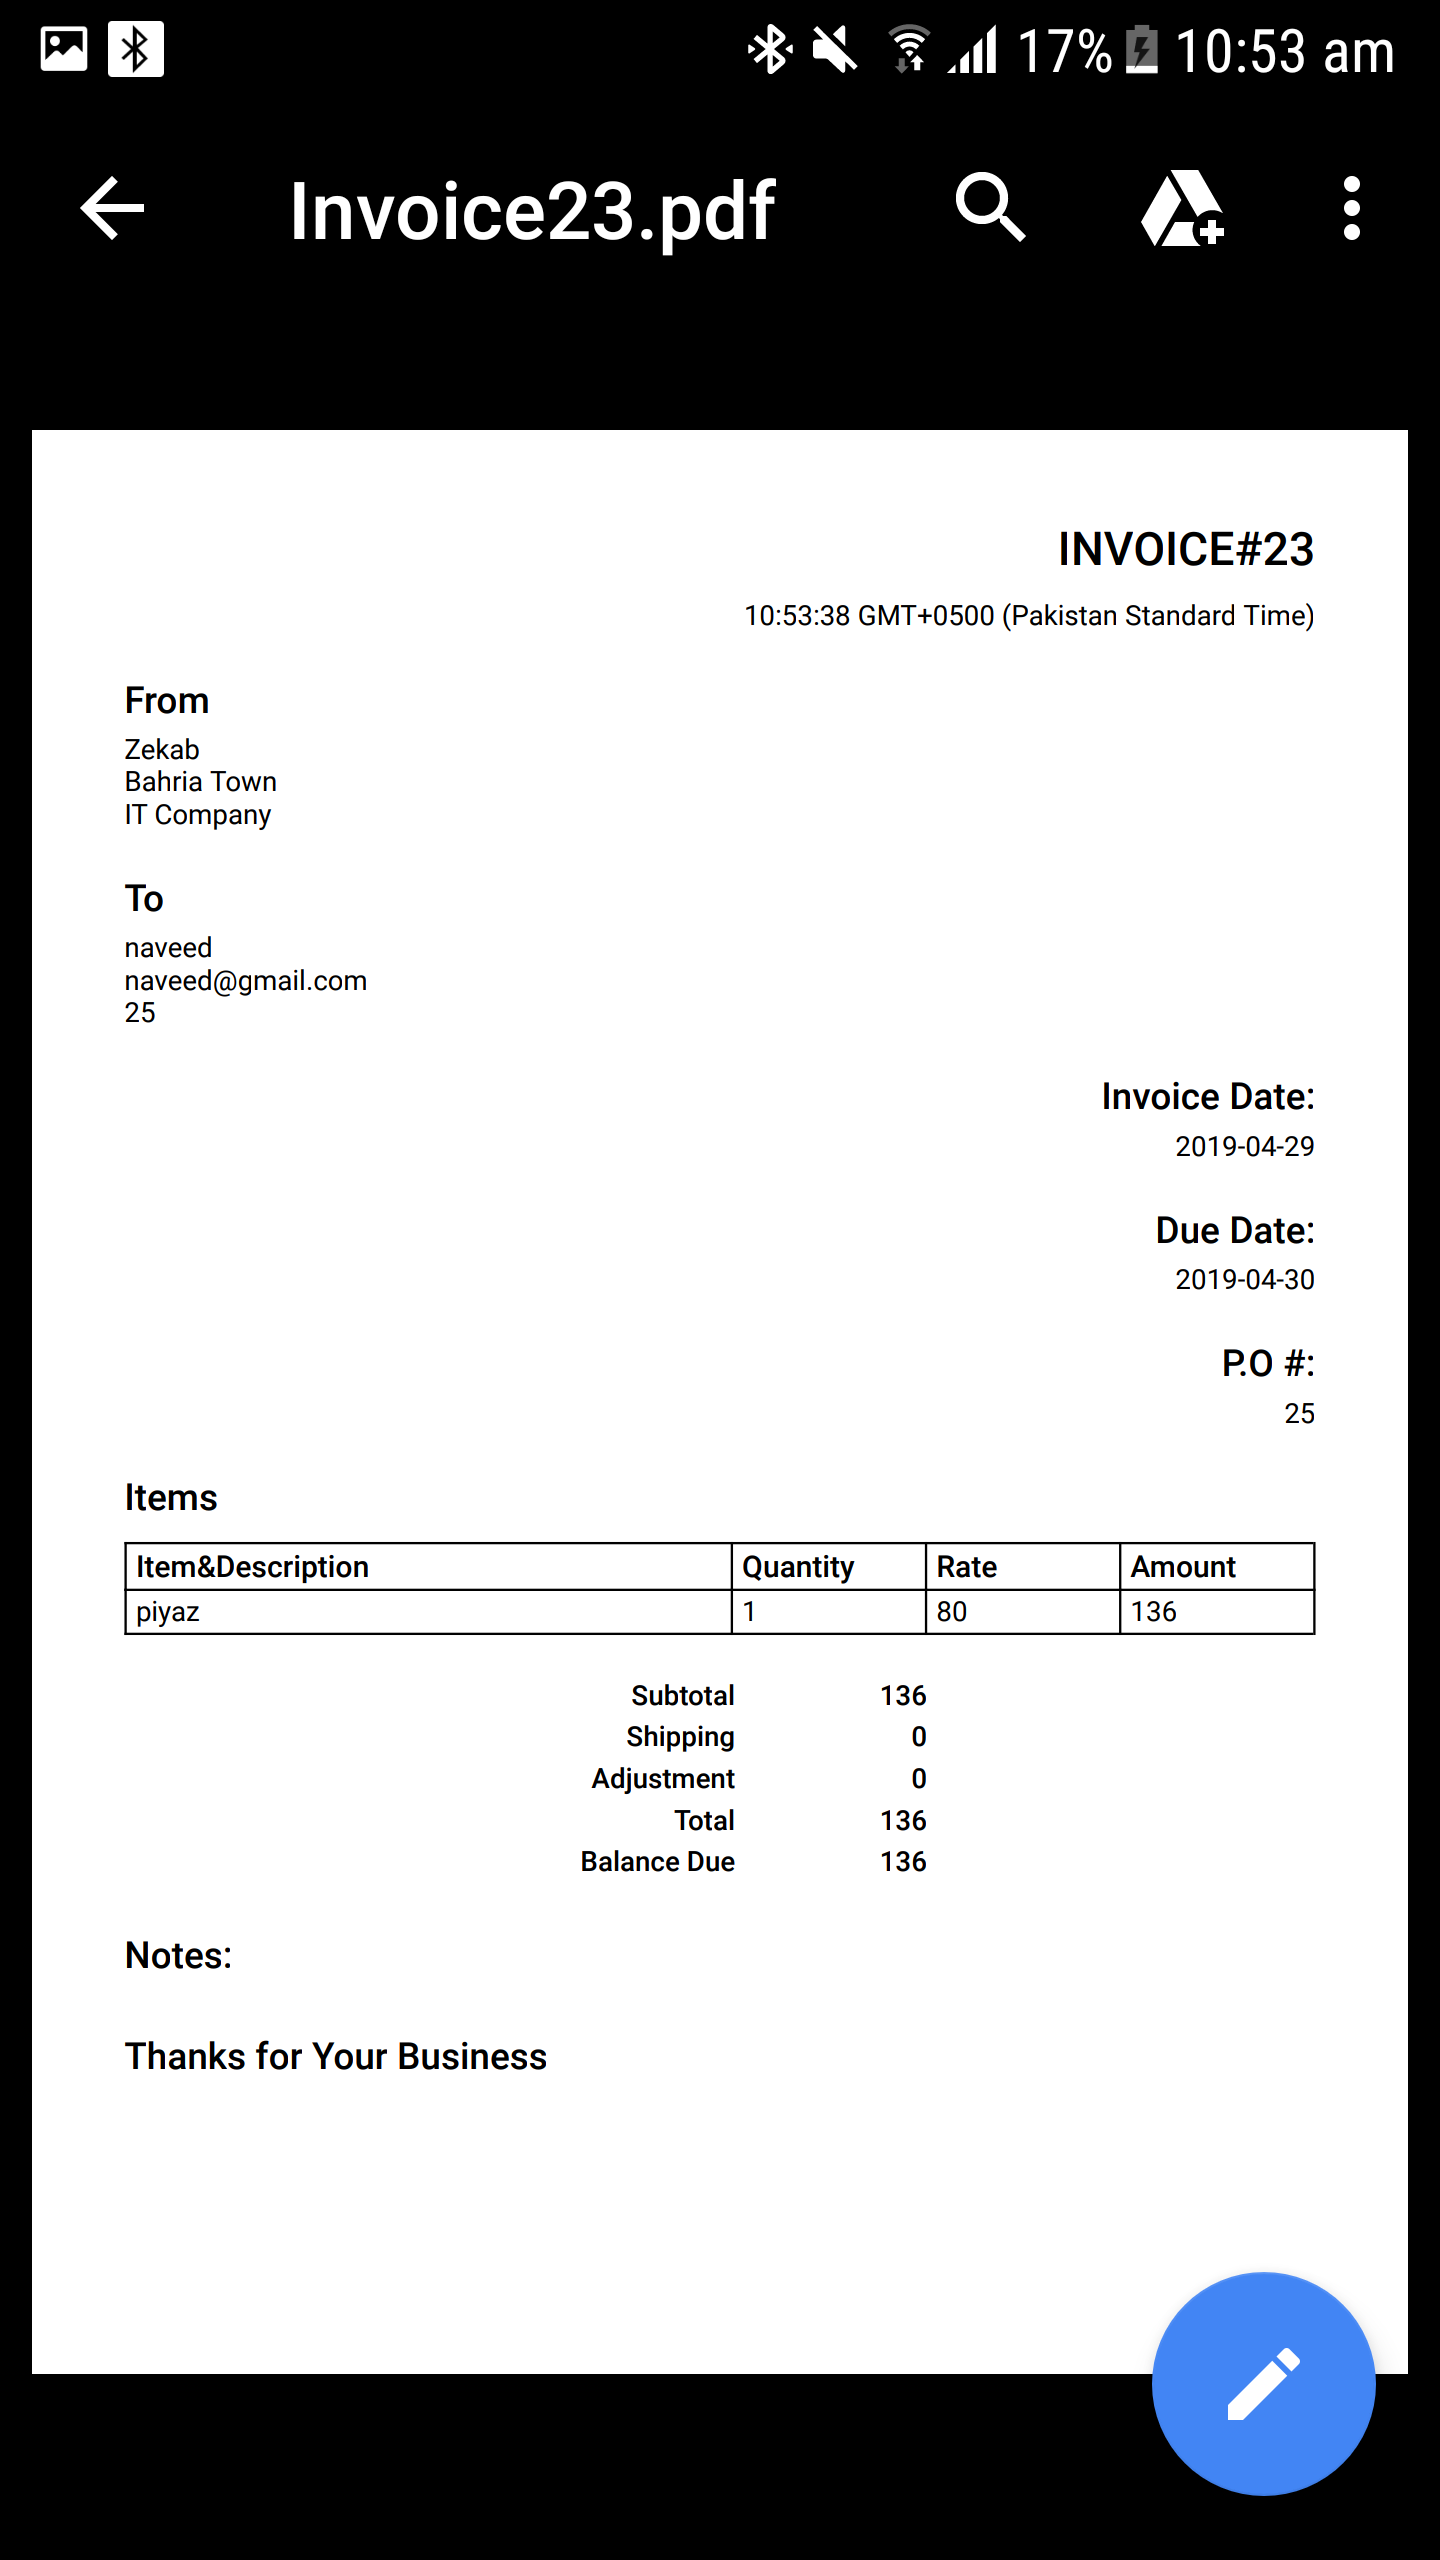 17% 10:53 am
Invoice23.pdf
INVOICE#23
10:53:38 GMT+0500 (Pakistan Standard Time)
From
Zekab
Bahria Town
IT Company
To
naveed
naveed@gmail.com
25
Invoice Date:
2019-04-29
Due Date:
2019-04-30
P.O #:
25
Items
Item&Description Quantity Rate Amount
piyaz 1 80 136
Subtotal 136
Shipping 0
Adjustment 0
Total 136
Balance Due 136
Notes:
Thanks for Your Business